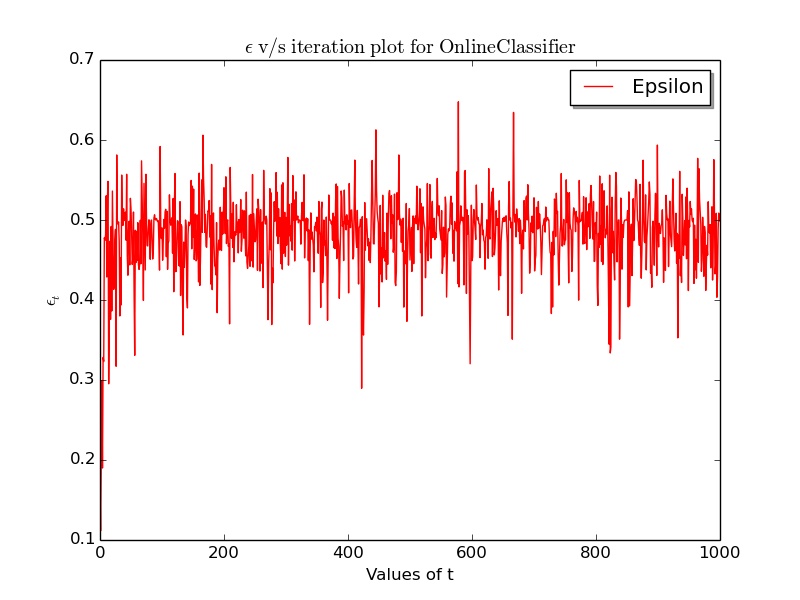 ϵ v/s iteration plot for OnlineClassifier
Epsilon
0.7
0.6
0.5
0.4
0.3
0.2
0.1
ϵt
0 200 400 600 800 1000
Values of t